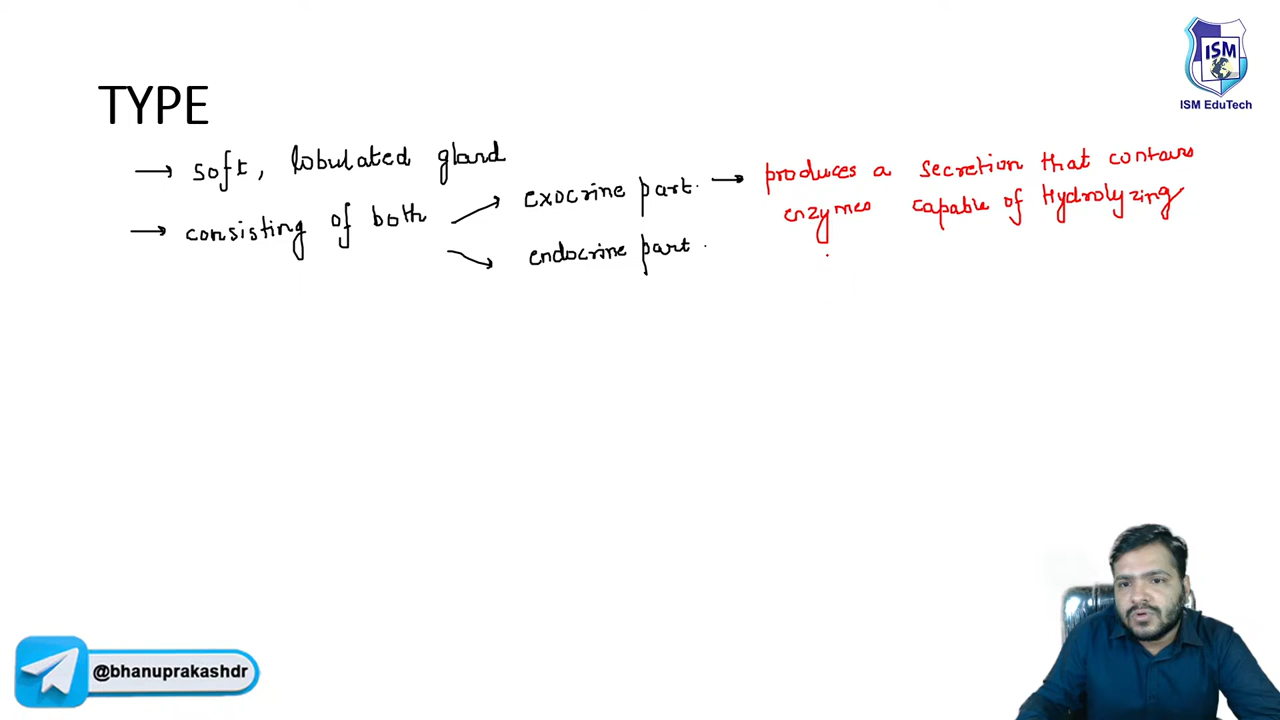 ISM
ISM EduTech
TYPE
→ soft, lobulated gland
→ consisting of both
exocrine part. → produces a secretion that contains
enzymes capable of Hydrolyzing
endocrine part.
@bhanuprakashdr